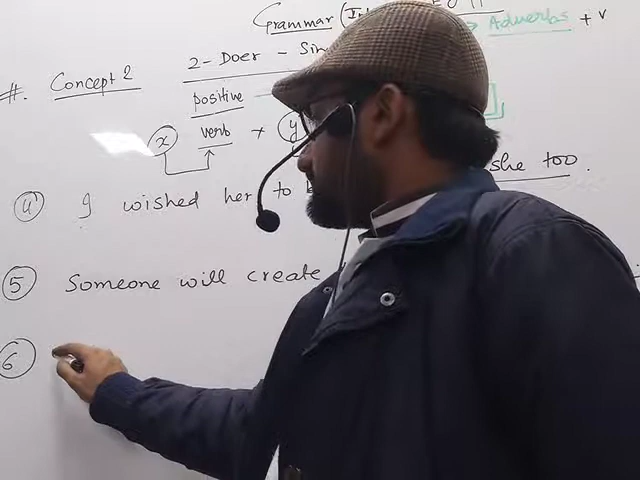 Grammar (
→ Adverbs + v
2 - Doer -
#. Concept 2
positive
x verb + y
4 I wished her to she too.
5 Someone will create
6